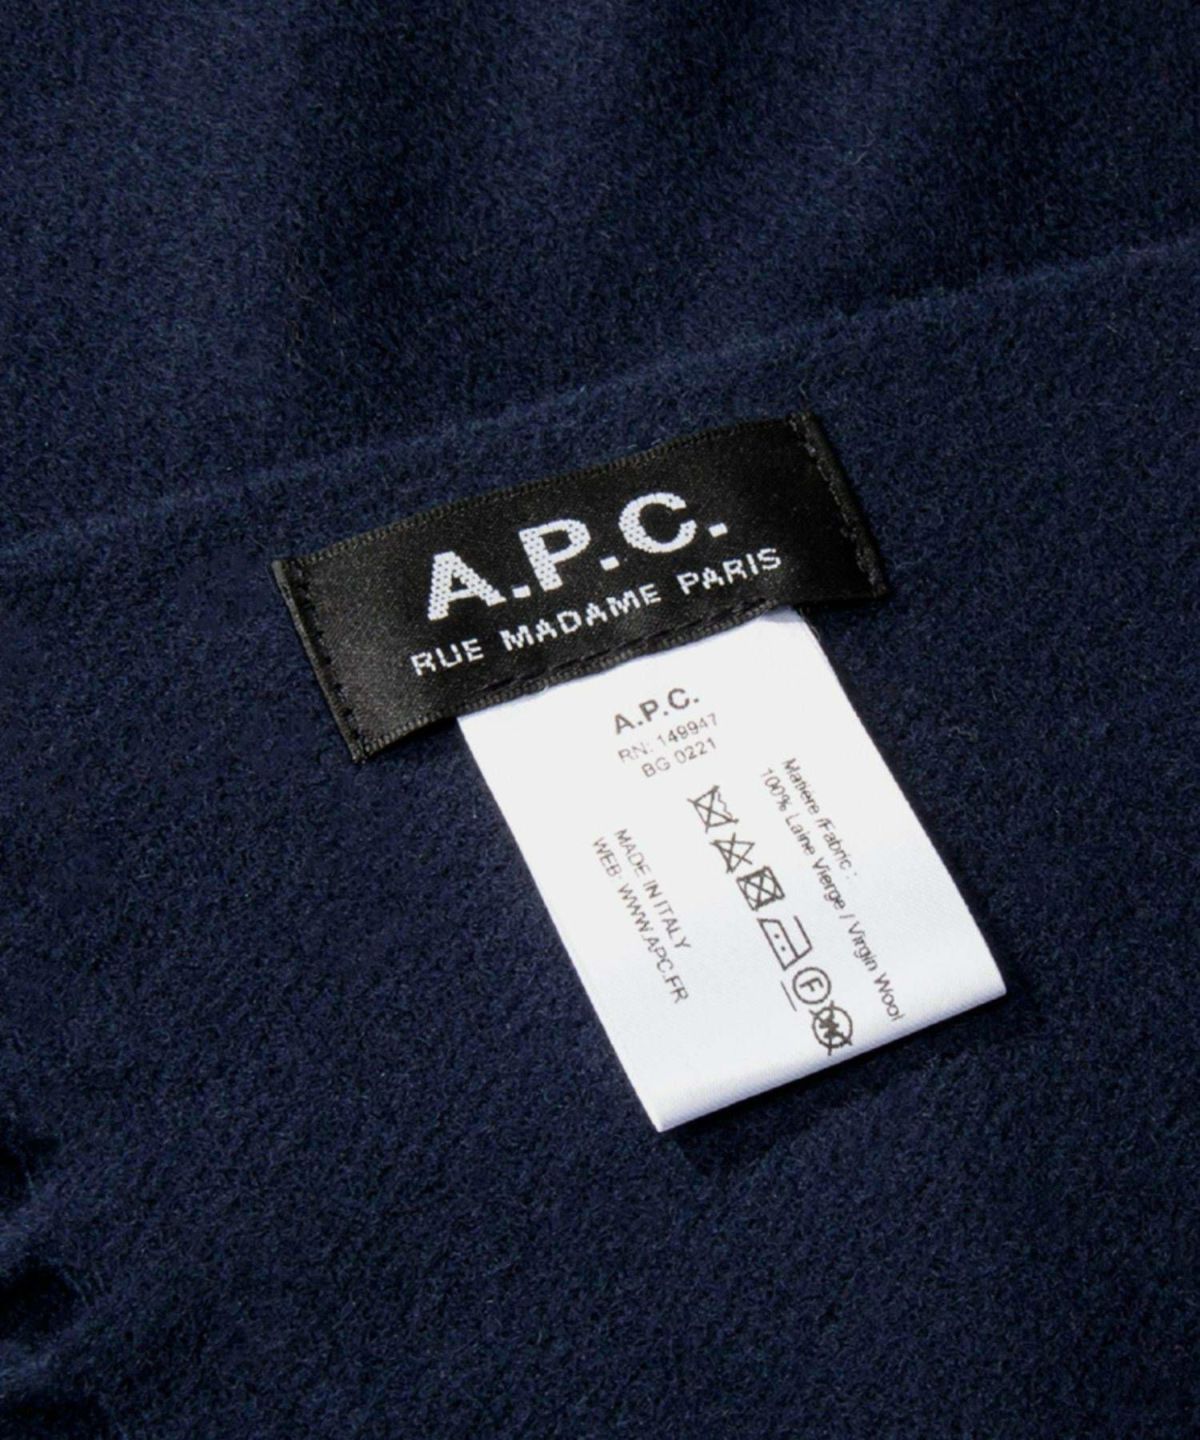 A.P.C.
RUE MADAME PARIS
A.P.C.
RN: 149947
BG 0221
Matière /Fabric :
100% Laine Vierge / Virgin Wool
F
MADE IN ITALY
WEB: WWW.APC.FR